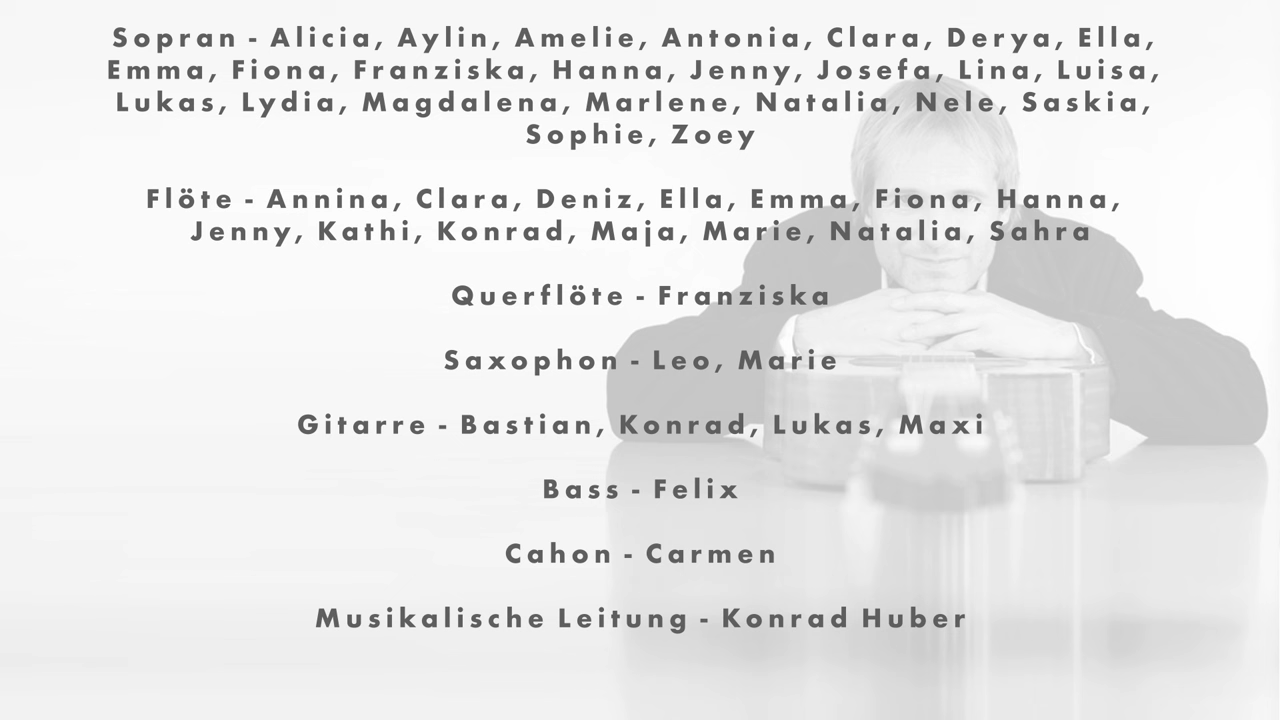 Sopran - Alicia, Aylin, Amelie, Antonia, Clara, Derya, Ella,
Emma, Fiona, Franziska, Hanna, Jenny, Josefa, Lina, Luisa,
Lukas, Lydia, Magdalena, Marlene, Natalia, Nele, Saskia,
Sophie, Zoey
Flöte - Annina, Clara, Deniz, Ella, Emma, Fiona, Hanna,
Jenny, Kathi, Konrad, Maja, Marie, Natalia, Sahra
Querflöte - Franziska
Saxophon - Leo, Marie
Gitarre - Bastian, Konrad, Lukas, Maxi
Bass - Felix
Cahon - Carmen
Musikalische Leitung - Konrad Huber